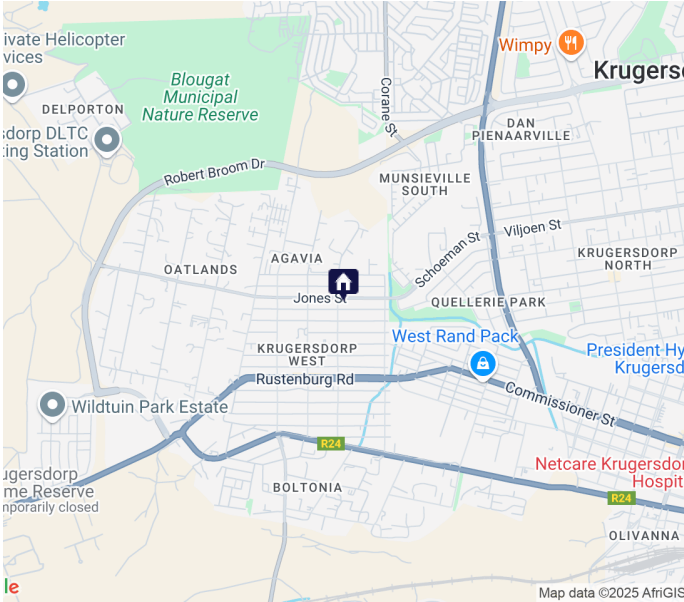 ivate Helicopter
vices
Wimpy
Krugersd
Blougat
Municipal
Nature Reserve
DELPORTON
Corane St
DAN
PIENAARVILLE
sdorp DLTC
ting Station
Robert Broom Dr
MUNSIEVILLE
SOUTH
Viljoen St
Schoeman St
AGAVIA
OATLANDS
KRUGERSDORP
NORTH
Jones St
QUELLERIE PARK
West Rand Pack
KRUGERSDORP
WEST
President Hy
Krugersd
Rustenburg Rd
Commissioner St
Wildtuin Park Estate
R24
Netcare Krugersdor
Hospit
ugersdorp
me Reserve
mporarily closed
BOLTONIA
R24
OLIVANNA
le
Map data ©2025 AfriGIS